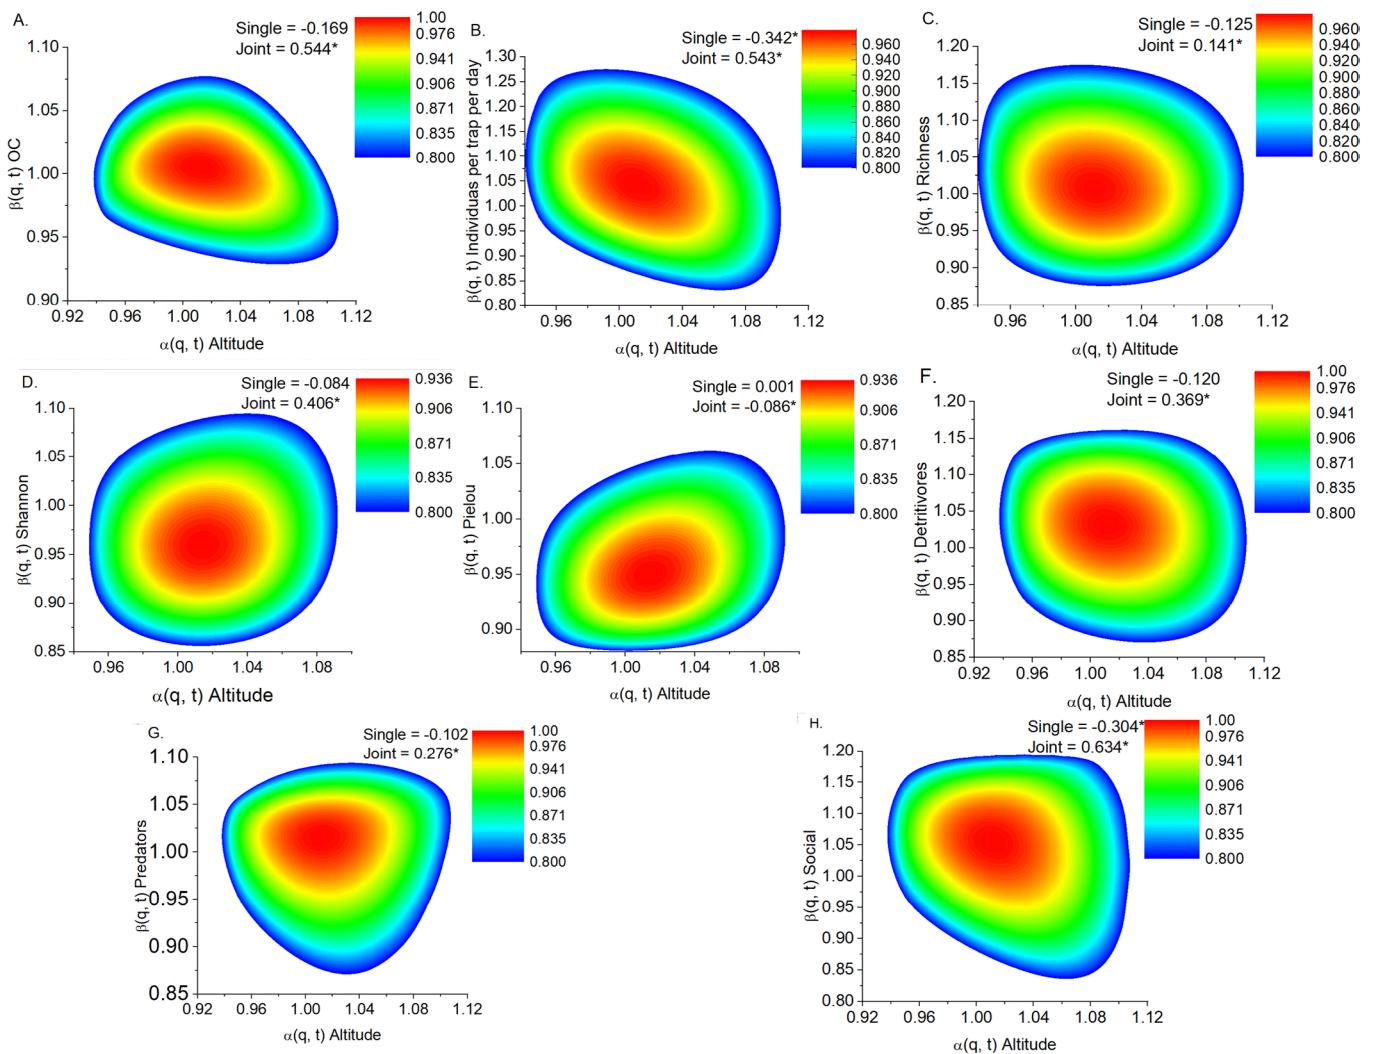 A.
Single = -0.169
Joint = 0.544*
1.00
0.976
0.941
0.906
0.871
0.835
0.800
1.10
1.05
1.00
0.95
0.90
β(q, t) OC
0.92 0.96 1.00 1.04 1.08 1.12
α(q, t) Altitude
B.
Single = -0.342*
Joint = 0.543*
0.960
0.940
0.920
0.900
0.880
0.860
0.840
0.820
0.800
1.30
1.25
1.20
1.15
1.10
1.05
1.00
0.95
0.90
0.85
0.80
β(q, t) Individuas per trap per day
0.96 1.00 1.04 1.08 1.12
α(q, t) Altitude
C.
Single = -0.125
Joint = 0.141*
0.960
0.940
0.920
0.900
0.880
0.860
0.840
0.820
0.800
1.20
1.15
1.10
1.05
1.00
0.95
0.90
0.85
β(q, t) Richness
0.96 1.00 1.04 1.08 1.12
α(q, t) Altitude
D.
Single = -0.084
Joint = 0.406*
0.936
0.906
0.871
0.835
0.800
1.10
1.05
1.00
0.95
0.90
0.85
β(q, t) Shannon
0.96 1.00 1.04 1.08
α(q, t) Altitude
E.
Single = 0.001
Joint = -0.086*
0.936
0.906
0.871
0.835
0.800
1.10
1.05
1.00
0.95
0.90
β(q, t) Pielou
0.96 1.00 1.04 1.08
α(q, t) Altitude
F.
Single = -0.120
Joint = 0.369*
1.00
0.976
0.941
0.906
0.871
0.835
0.800
1.20
1.15
1.10
1.05
1.00
0.95
0.90
0.85
β(q, t) Detritivores
0.92 0.96 1.00 1.04 1.08 1.12
α(q, t) Altitude
G.
Single = -0.102
Joint = 0.276*
1.00
0.976
0.941
0.906
0.871
0.835
0.800
1.10
1.05
1.00
0.95
0.90
0.85
β(q, t) Predators
0.92 0.96 1.00 1.04 1.08 1.12
α(q, t) Altitude
H.
Single = -0.304*
Joint = 0.634*
1.00
0.976
0.941
0.906
0.871
0.835
0.800
1.20
1.15
1.10
1.05
1.00
0.95
0.90
0.85
0.80
β(q, t) Social
0.92 0.96 1.00 1.04 1.08 1.12
α(q, t) Altitude